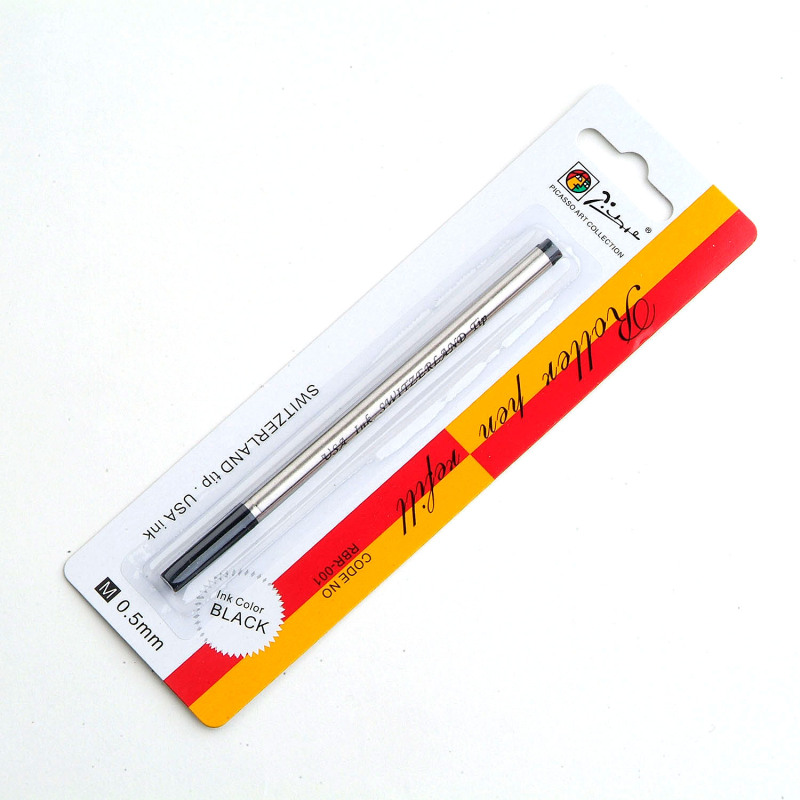 Picasso
®
PICASSO ART COLLECTION
Roller pen refill
SWITZERLAND tip . USA ink
USA Ink SWITZERLAND Tip
CODE NO
RBR-001
Ink Color
BLACK
M 0.5mm